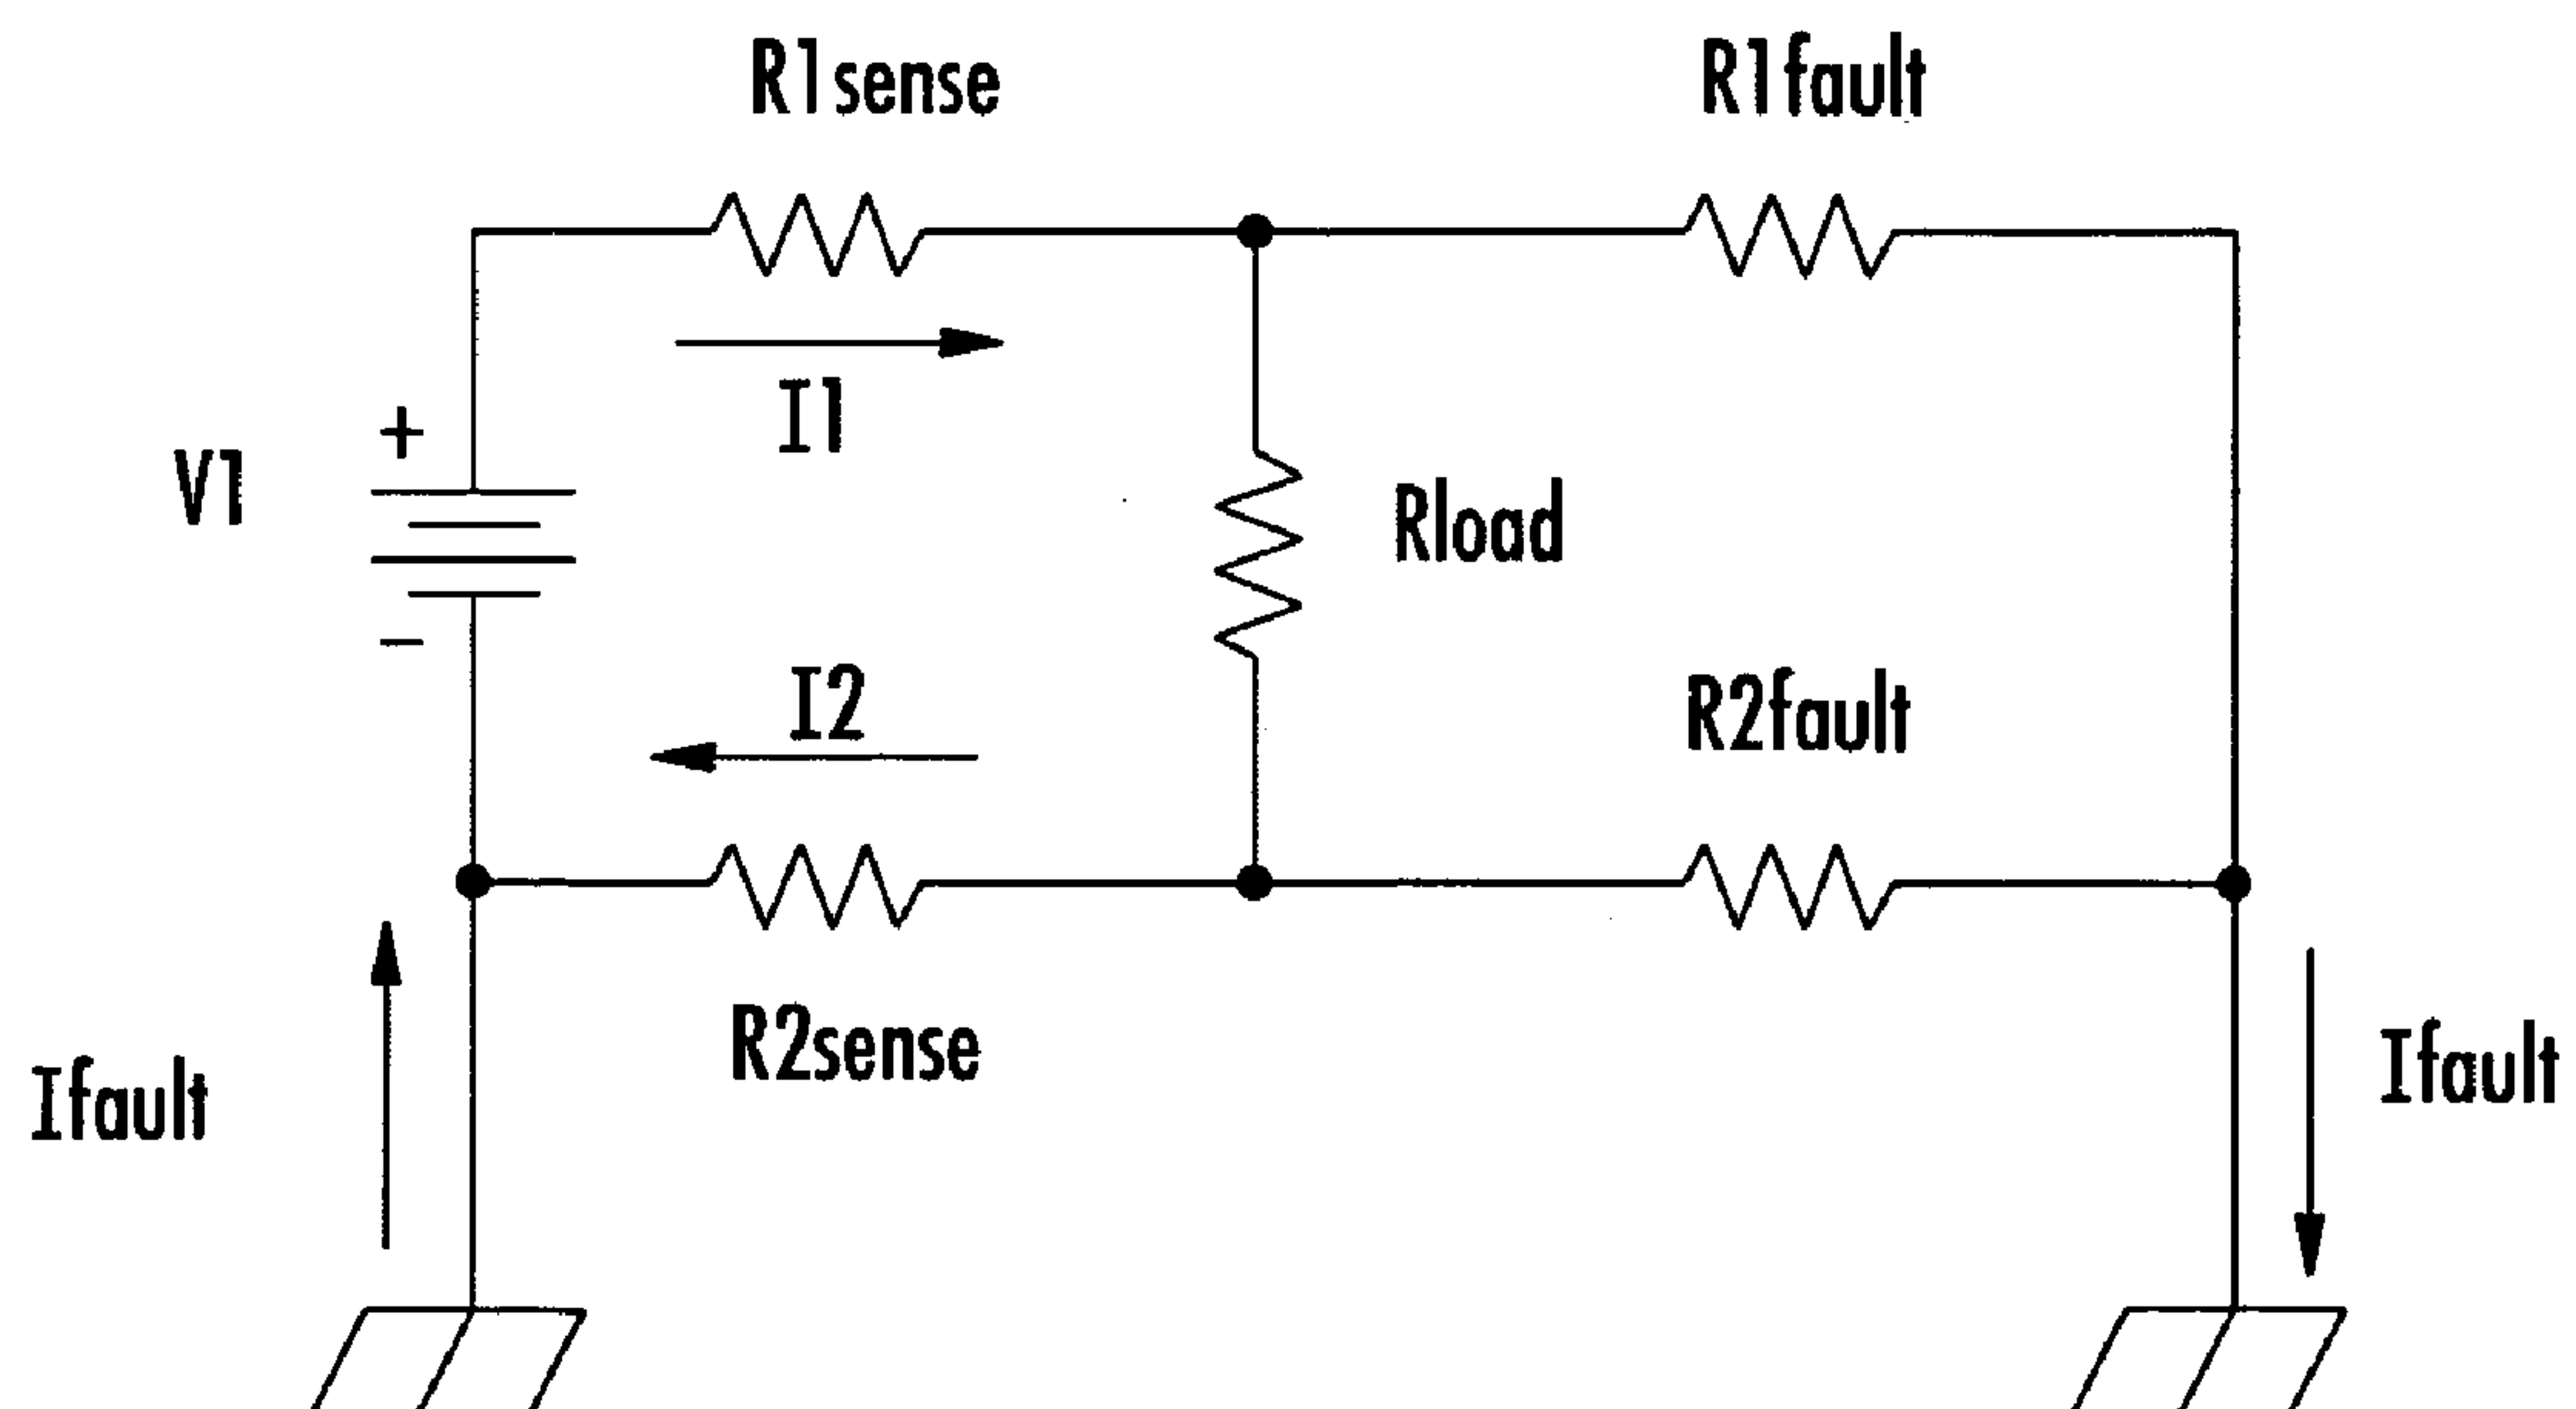 R1sense
R1fault
I1
+
V1
Rload
−
I2
R2fault
R2sense
Ifault
Ifault